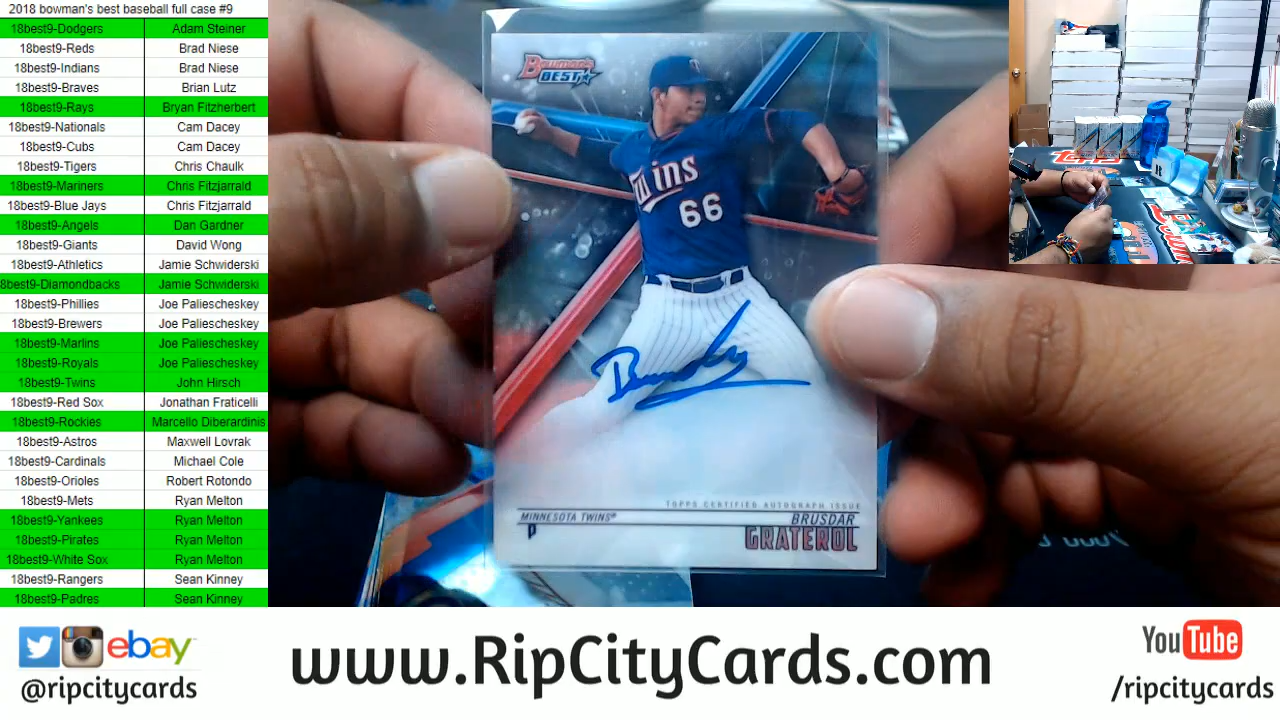 2018 bowman's best baseball full case #9
18best9-Dodgers Adam Steiner
18best9-Reds Brad Niese
18best9-Indians Brad Niese
18best9-Braves Brian Lutz
18best9-Rays Bryan Fitzherbert
18best9-Nationals Cam Dacey
18best9-Cubs Cam Dacey
18best9-Tigers Chris Chaulk
18best9-Mariners Chris Fitzjarrald
18best9-Blue Jays Chris Fitzjarrald
18best9-Angels Dan Gardner
18best9-Giants David Wong
18best9-Athletics Jamie Schwiderski
8best9-Diamondbacks Jamie Schwiderski
18best9-Phillies Joe Paliescheskey
18best9-Brewers Joe Paliescheskey
18best9-Marlins Joe Paliescheskey
18best9-Royals Joe Paliescheskey
18best9-Twins John Hirsch
18best9-Red Sox Jonathan Fraticelli
18best9-Rockies Marcello Diberardinis
18best9-Astros Maxwell Lovrak
18best9-Cardinals Michael Cole
18best9-Orioles Robert Rotondo
18best9-Mets Ryan Melton
18best9-Yankees Ryan Melton
18best9-Pirates Ryan Melton
18best9-White Sox Ryan Melton
18best9-Rangers Sean Kinney
18best9-Padres Sean Kinney
Bowman's
BEST
Twins
66
TOPPS CERTIFIED AUTOGRAPH ISSUE
MINNESOTA TWINS® BRUSDAR
P GRATEROL
ebay
@ripcitycards
www.RipCityCards.com
YouTube
/ripcitycards